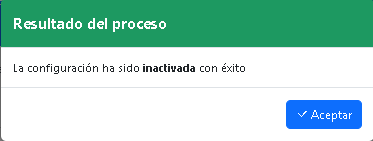 Resultado del proceso
La configuración ha sido inactivada con éxito
Aceptar